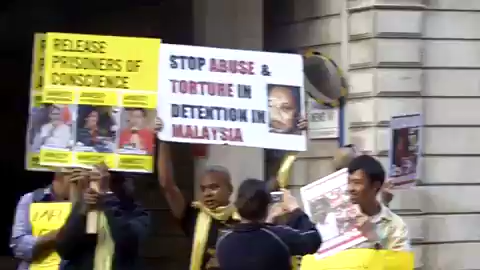 RELEASE
PRISONERS OF
CONSCIENCE
STOP ABUSE &
TORTURE IN
DETENTION IN
MALAYSIA